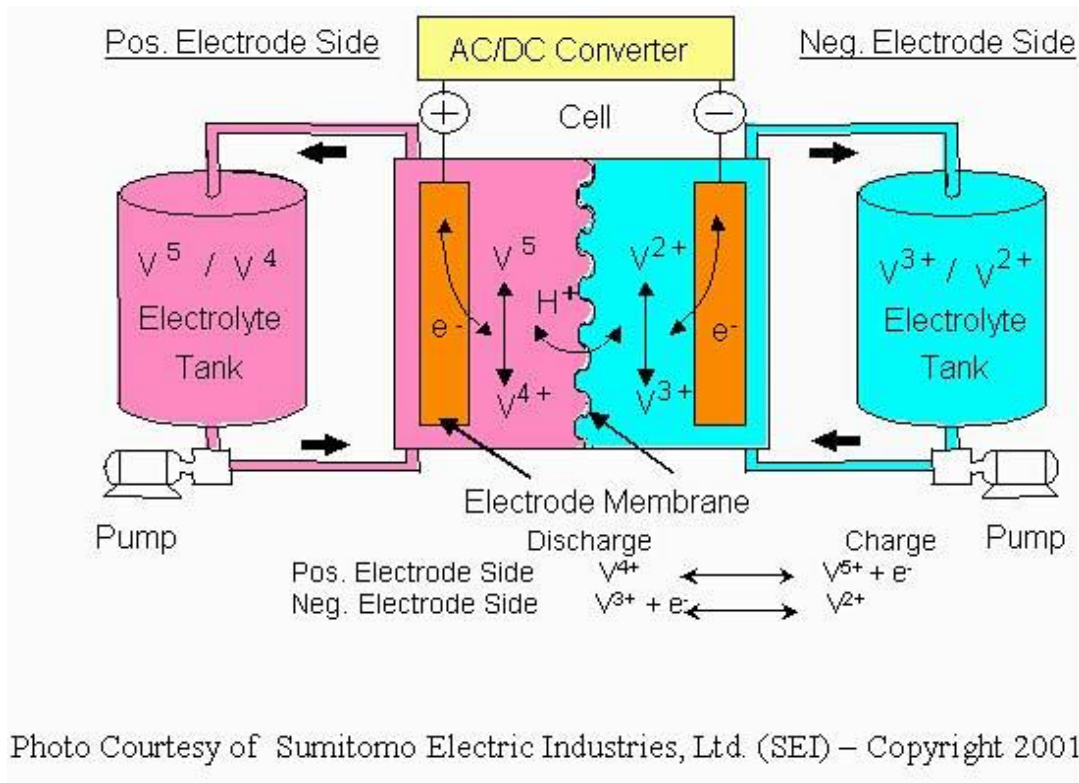 Pos. Electrode Side
AC/DC Converter
Neg. Electrode Side
+
Cell
−
V⁵ / V⁴
Electrolyte
Tank
e⁻
V⁵
H⁺
V⁴⁺
V²⁺
V³⁺
e⁻
V³⁺ / V²⁺
Electrolyte
Tank
Electrode Membrane
Pump
Pump
Discharge Charge
Pos. Electrode Side V⁴⁺ ⟷ V⁵⁺ + e⁻
Neg. Electrode Side V³⁺ + e⁻ ⟷ V²⁺
Photo Courtesy of Sumitomo Electric Industries, Ltd. (SEI) – Copyright 2001